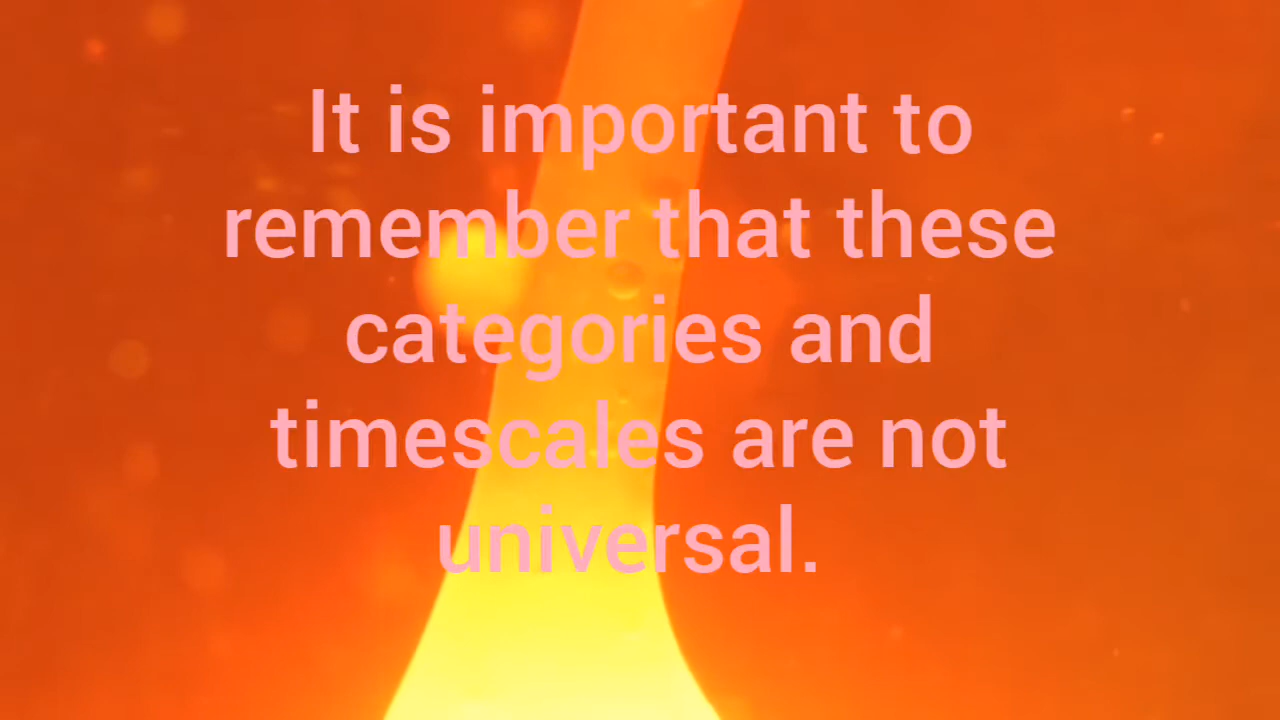 It is important to
remember that these
categories and
timescales are not
universal.